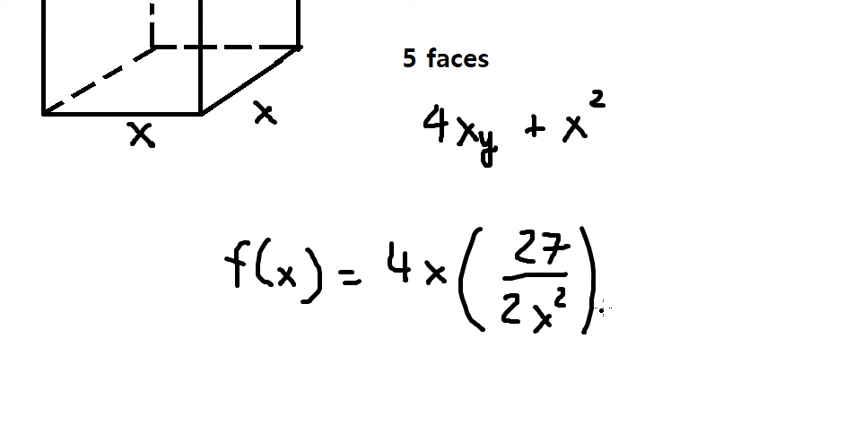 5 faces
x
x
4xy + x²
f(x) = 4x(27/2x²)